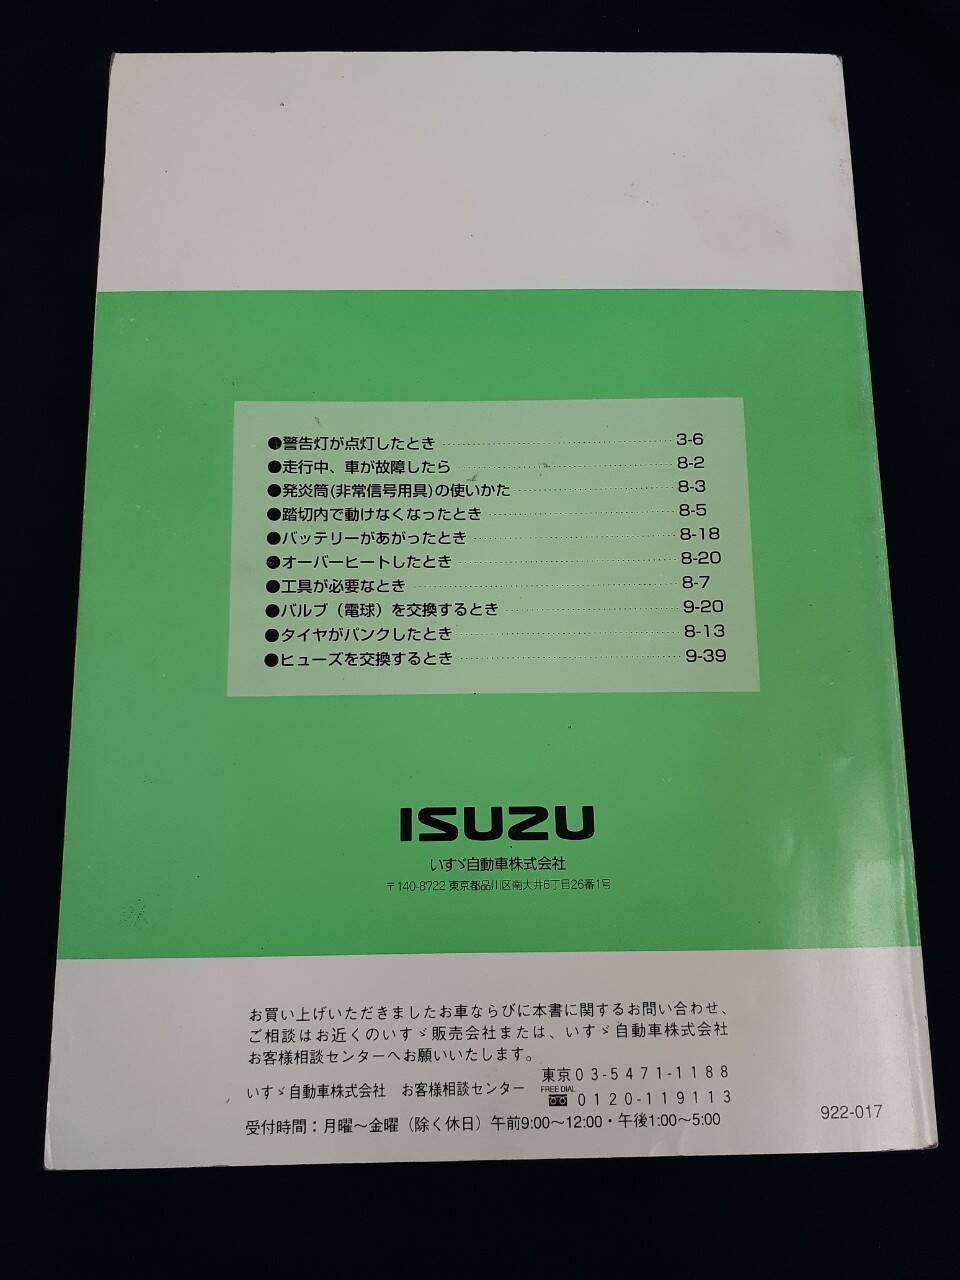 ●警告灯が点灯したとき 3-6
●走行中、車が故障したら 8-2
●発炎筒(非常信号用具)の使いかた 8-3
●踏切内で動けなくなったとき 8-5
●バッテリーがあがったとき 8-18
●オーバーヒートしたとき 8-20
●工具が必要なとき 8-7
●バルブ（電球）を交換するとき 9-20
●タイヤがパンクしたとき 8-13
●ヒューズを交換するとき 9-39
ISUZU
いすゞ自動車株式会社
〒140-8722 東京都品川区南大井6丁目26番1号
お買い上げいただきましたお車ならびに本書に関するお問い合わせ、
ご相談はお近くのいすゞ販売会社または、いすゞ自動車株式会社
お客様相談センターへお願いいたします。
いすゞ自動車株式会社 お客様相談センター
東京03-5471-1188
FREE DIAL
0120-119113
受付時間：月曜～金曜（除く休日）午前9:00～12:00・午後1:00～5:00
922-017